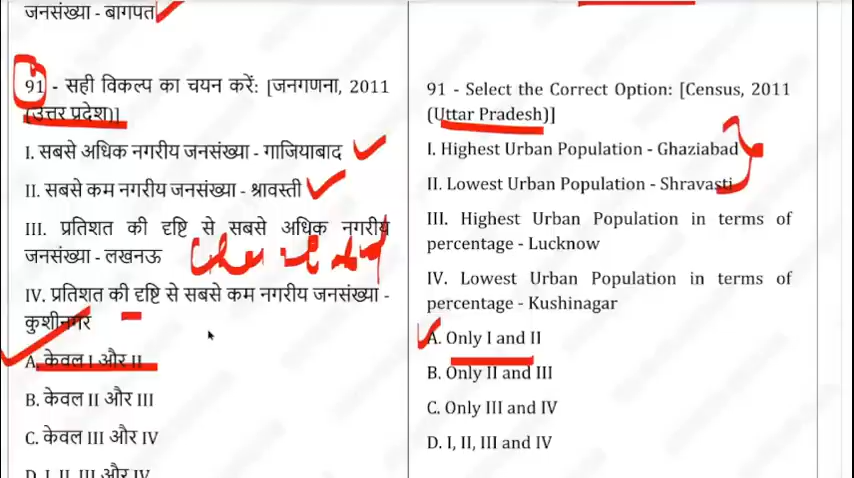 जनसंख्या - बागपत
91 - सही विकल्प का चयन करें: [जनगणना, 2011
(उत्तर प्रदेश)]
I. सबसे अधिक नगरीय जनसंख्या - गाजियाबाद
II. सबसे कम नगरीय जनसंख्या - श्रावस्ती
III. प्रतिशत की दृष्टि से सबसे अधिक नगरीय
जनसंख्या - लखनऊ
IV. प्रतिशत की दृष्टि से सबसे कम नगरीय जनसंख्या -
कुशीनगर
A. केवल I और II
B. केवल II और III
C. केवल III और IV
D. I, II, III और IV
91 - Select the Correct Option: [Census, 2011
(Uttar Pradesh)]
I. Highest Urban Population - Ghaziabad
II. Lowest Urban Population - Shravasti
III. Highest Urban Population in terms of
percentage - Lucknow
IV. Lowest Urban Population in terms of
percentage - Kushinagar
A. Only I and II
B. Only II and III
C. Only III and IV
D. I, II, III and IV